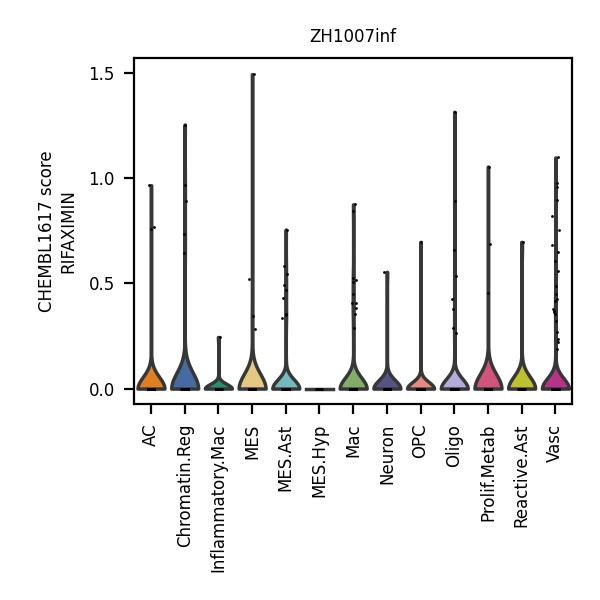 ZH1007inf
CHEMBL1617 score
RIFAXIMIN
1.5
1.0
0.5
0.0
AC
Chromatin.Reg
Inflammatory.Mac
MES
MES.Ast
MES.Hyp
Mac
Neuron
OPC
Oligo
Prolif.Metab
Reactive.Ast
Vasc